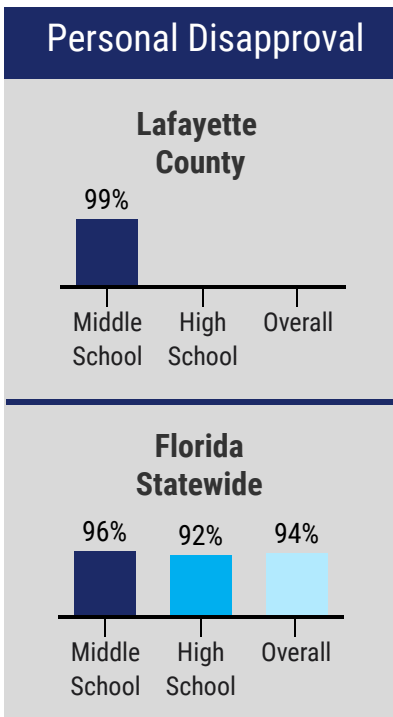 Personal Disapproval
Lafayette
County
99%
Middle High Overall
School School
Florida
Statewide
96% 92% 94%
Middle High Overall
School School